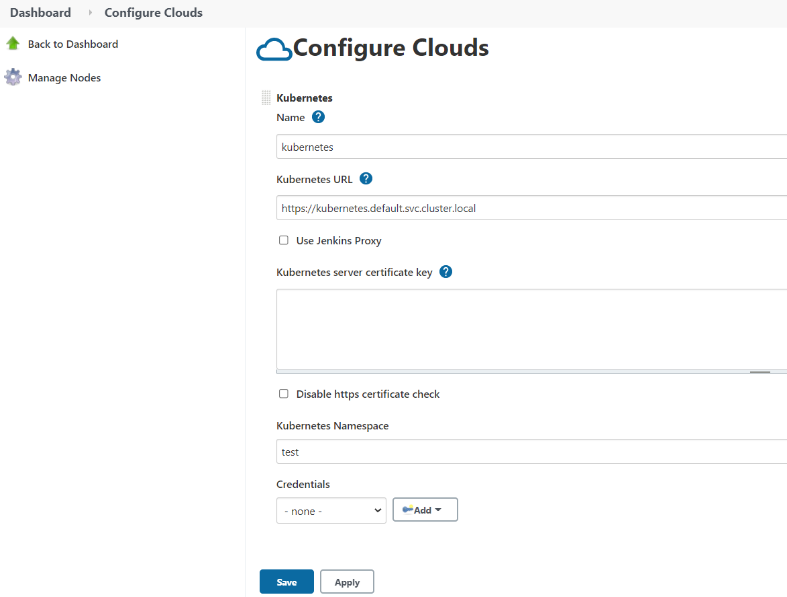 Dashboard Configure Clouds
Back to Dashboard
Manage Nodes
Configure Clouds
Kubernetes
Name ?
kubernetes
Kubernetes URL ?
https://kubernetes.default.svc.cluster.local
Use Jenkins Proxy
Kubernetes server certificate key ?
Disable https certificate check
Kubernetes Namespace
test
Credentials
- none - Add
Save Apply